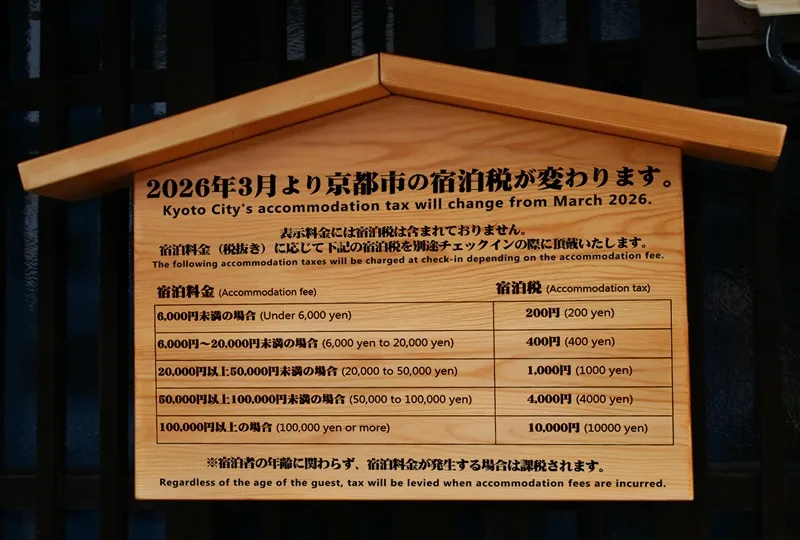 2026年3月より京都市の宿泊税が変わります。
Kyoto City's accommodation tax will change from March 2026.
表示料金には宿泊税は含まれておりません。
宿泊料金（税抜き）に応じて下記の宿泊税を別途チェックインの際に頂戴いたします。
The following accommodation taxes will be charged at check-in depending on the accommodation fee.
宿泊料金 (Accommodation fee) 宿泊税 (Accommodation tax)
6,000円未満の場合 (Under 6,000 yen) 200円 (200 yen)
6,000円〜20,000円未満の場合 (6,000 yen to 20,000 yen) 400円 (400 yen)
20,000円以上50,000円未満の場合 (20,000 to 50,000 yen) 1,000円 (1000 yen)
50,000円以上100,000円未満の場合 (50,000 to 100,000 yen) 4,000円 (4000 yen)
100,000円以上の場合 (100,000 yen or more) 10,000円 (10000 yen)
※宿泊者の年齢に関わらず、宿泊料金が発生する場合は課税されます。
Regardless of the age of the guest, tax will be levied when accommodation fees are incurred.